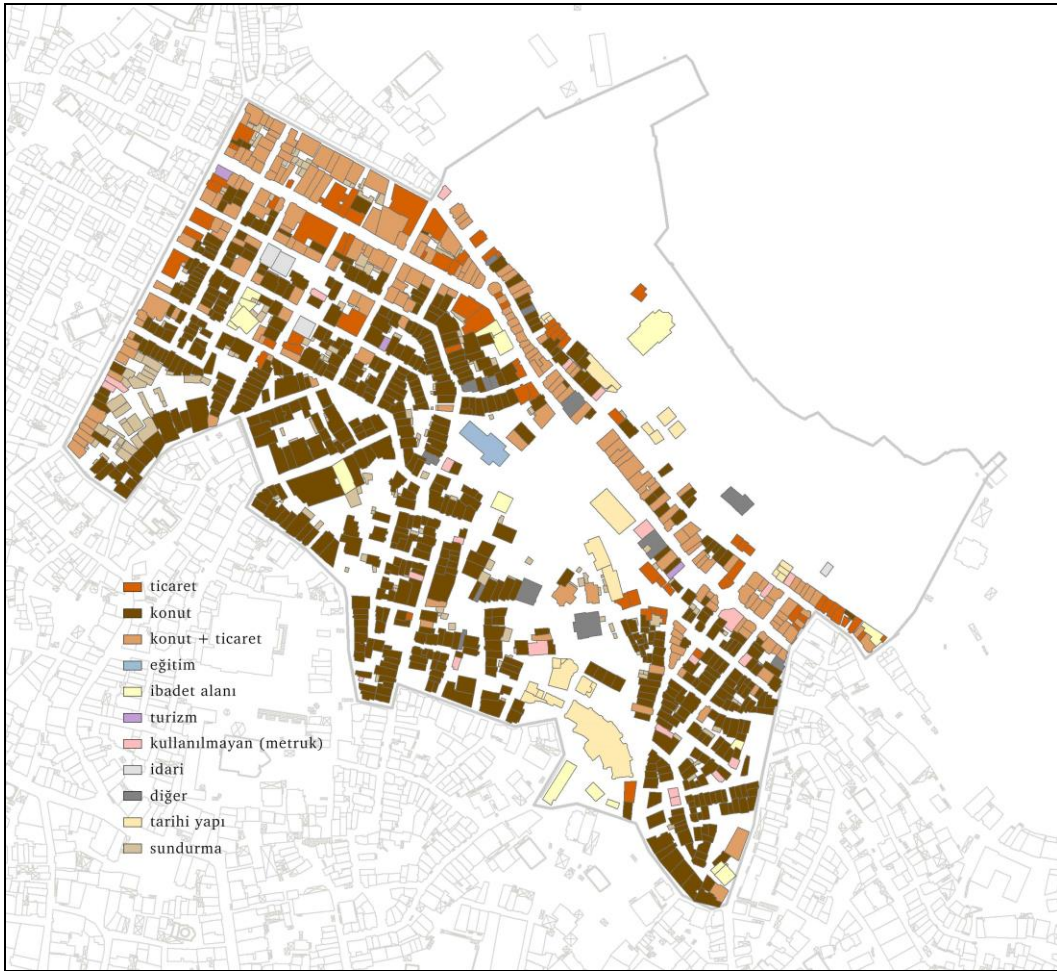 ticaret
konut
konut + ticaret
eğitim
ibadet alanı
turizm
kullanılmayan (metruk)
idari
diğer
tarihi yapı
sundurma